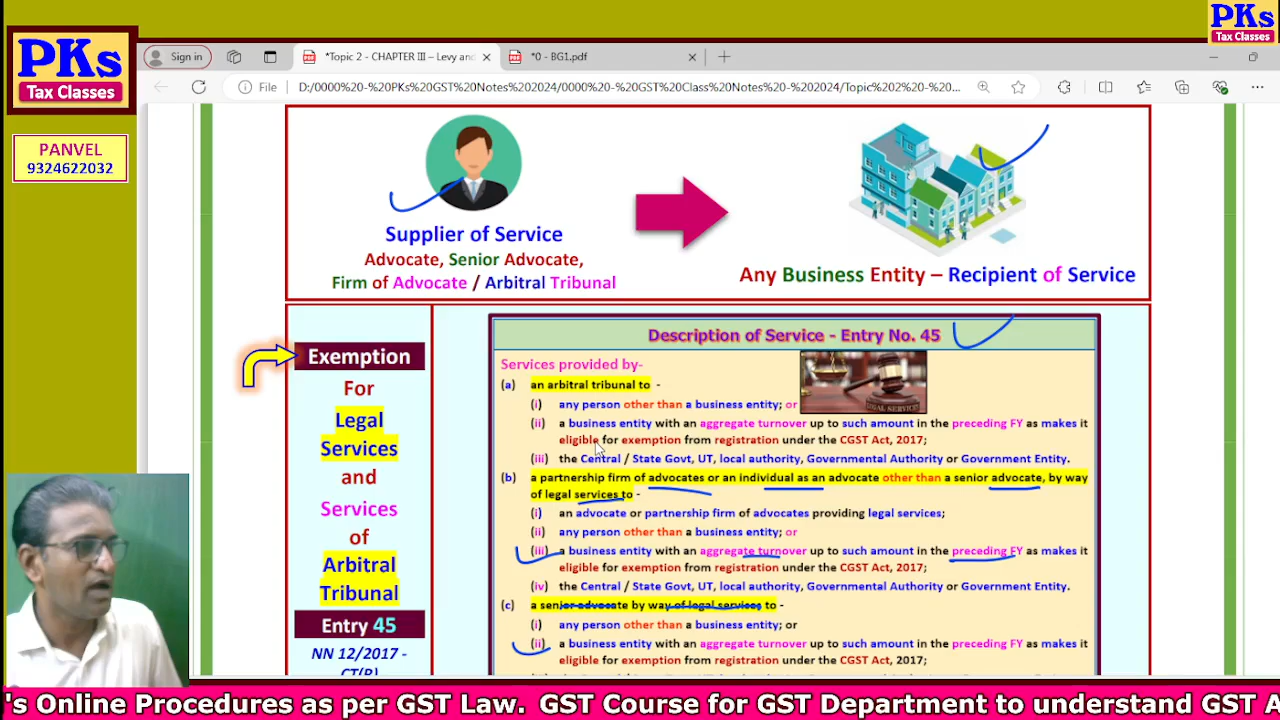 PKs
Tax Classes
PANVEL
9324622032
PKs
Tax Classes
Sign in
*Topic 2 - CHAPTER III – Levy and
*0 - BG1.pdf
File
D:/0000%20-%20PKs%20GST%20Notes%202024/0000%20-%20GST%20Class%20Notes%20-%202024/Topic%202%20-%20...
Supplier of Service
Advocate, Senior Advocate,
Firm of Advocate / Arbitral Tribunal
Any Business Entity – Recipient of Service
Exemption
For
Legal
Services
and
Services
of
Arbitral
Tribunal
Entry 45
NN 12/2017 -
CT(R)
Description of Service - Entry No. 45
Services provided by-
LEGAL SERVICE
(a) an arbitral tribunal to -
(i) any person other than a business entity; or
(ii) a business entity with an aggregate turnover up to such amount in the preceding FY as makes it
eligible for exemption from registration under the CGST Act, 2017;
(iii) the Central / State Govt, UT, local authority, Governmental Authority or Government Entity.
(b) a partnership firm of advocates or an individual as an advocate other than a senior advocate, by way
of legal services to -
(i) an advocate or partnership firm of advocates providing legal services;
(ii) any person other than a business entity; or
(iii) a business entity with an aggregate turnover up to such amount in the preceding FY as makes it
eligible for exemption from registration under the CGST Act, 2017;
(iv) the Central / State Govt, UT, local authority, Governmental Authority or Government Entity.
(c) a senior advocate by way of legal services to -
(i) any person other than a business entity; or
(ii) a business entity with an aggregate turnover up to such amount in the preceding FY as makes it
eligible for exemption from registration under the CGST Act, 2017;
's Online Procedures as per GST Law. GST Course for GST Department to understand GST A